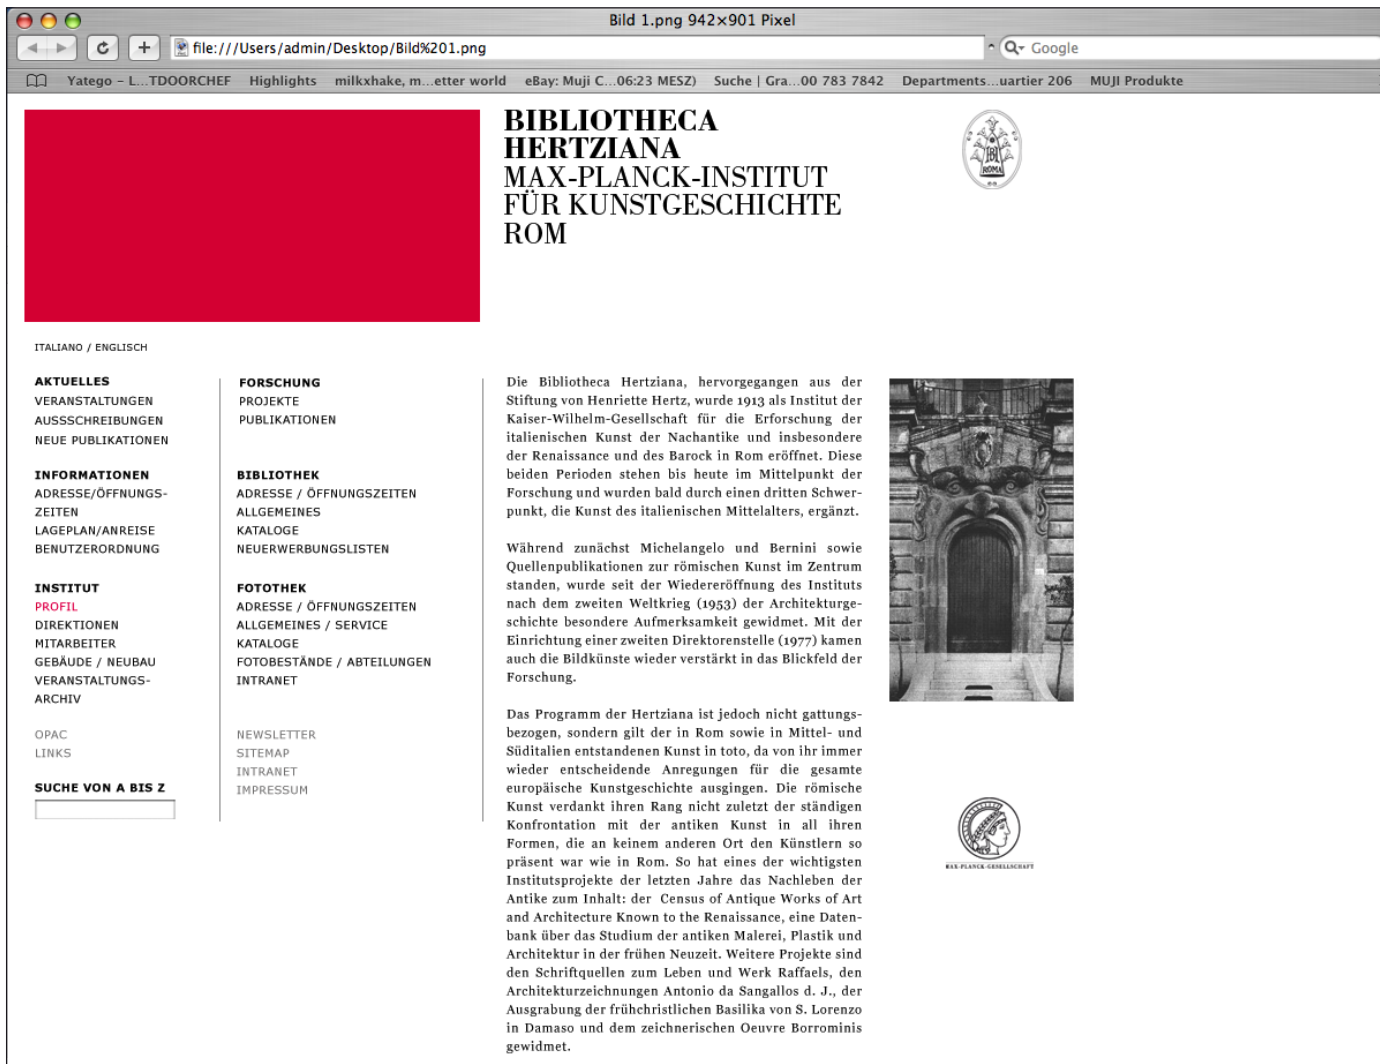 Bild 1.png 942×901 Pixel
file:///Users/admin/Desktop/Bild%201.png
Google
Yatego – L...TDOORCHEF Highlights milkxhake, m...etter world eBay: Muji C...06:23 MESZ) Suche | Gra...00 783 7842 Departments...uartier 206 MUJI Produkte
BIBLIOTHECA
HERTZIANA
MAX-PLANCK-INSTITUT
FÜR KUNSTGESCHICHTE
ROM
BH
ROMA
ITALIANO / ENGLISCH
AKTUELLES
VERANSTALTUNGEN
AUSSSCHREIBUNGEN
NEUE PUBLIKATIONEN
INFORMATIONEN
ADRESSE/ÖFFNUNGS-
ZEITEN
LAGEPLAN/ANREISE
BENUTZERORDNUNG
INSTITUT
PROFIL
DIREKTIONEN
MITARBEITER
GEBÄUDE / NEUBAU
VERANSTALTUNGS-
ARCHIV
OPAC
LINKS
SUCHE VON A BIS Z
FORSCHUNG
PROJEKTE
PUBLIKATIONEN
BIBLIOTHEK
ADRESSE / ÖFFNUNGSZEITEN
ALLGEMEINES
KATALOGE
NEUERWERBUNGSLISTEN
FOTOTHEK
ADRESSE / ÖFFNUNGSZEITEN
ALLGEMEINES / SERVICE
KATALOGE
FOTOBESTÄNDE / ABTEILUNGEN
INTRANET
NEWSLETTER
SITEMAP
INTRANET
IMPRESSUM
Die Bibliotheca Hertziana, hervorgegangen aus der
Stiftung von Henriette Hertz, wurde 1913 als Institut der
Kaiser-Wilhelm-Gesellschaft für die Erforschung der
italienischen Kunst der Nachantike und insbesondere
der Renaissance und des Barock in Rom eröffnet. Diese
beiden Perioden stehen bis heute im Mittelpunkt der
Forschung und wurden bald durch einen dritten Schwer-
punkt, die Kunst des italienischen Mittelalters, ergänzt.
Während zunächst Michelangelo und Bernini sowie
Quellenpublikationen zur römischen Kunst im Zentrum
standen, wurde seit der Wiedereröffnung des Instituts
nach dem zweiten Weltkrieg (1953) der Architekturge-
schichte besondere Aufmerksamkeit gewidmet. Mit der
Einrichtung einer zweiten Direktorenstelle (1977) kamen
auch die Bildkünste wieder verstärkt in das Blickfeld der
Forschung.
Das Programm der Hertziana ist jedoch nicht gattungs-
bezogen, sondern gilt der in Rom sowie in Mittel- und
Süditalien entstandenen Kunst in toto, da von ihr immer
wieder entscheidende Anregungen für die gesamte
europäische Kunstgeschichte ausgingen. Die römische
Kunst verdankt ihren Rang nicht zuletzt der ständigen
Konfrontation mit der antiken Kunst in all ihren
Formen, die an keinem anderen Ort den Künstlern so
präsent war wie in Rom. So hat eines der wichtigsten
Institutsprojekte der letzten Jahre das Nachleben der
Antike zum Inhalt: der Census of Antique Works of Art
and Architecture Known to the Renaissance, eine Daten-
bank über das Studium der antiken Malerei, Plastik und
Architektur in der frühen Neuzeit. Weitere Projekte sind
den Schriftquellen zum Leben und Werk Raffaels, den
Architekturzeichnungen Antonio da Sangallos d. J., der
Ausgrabung der frühchristlichen Basilika von S. Lorenzo
in Damaso und dem zeichnerischen Oeuvre Borrominis
gewidmet.
MAX-PLANCK-GESELLSCHAFT